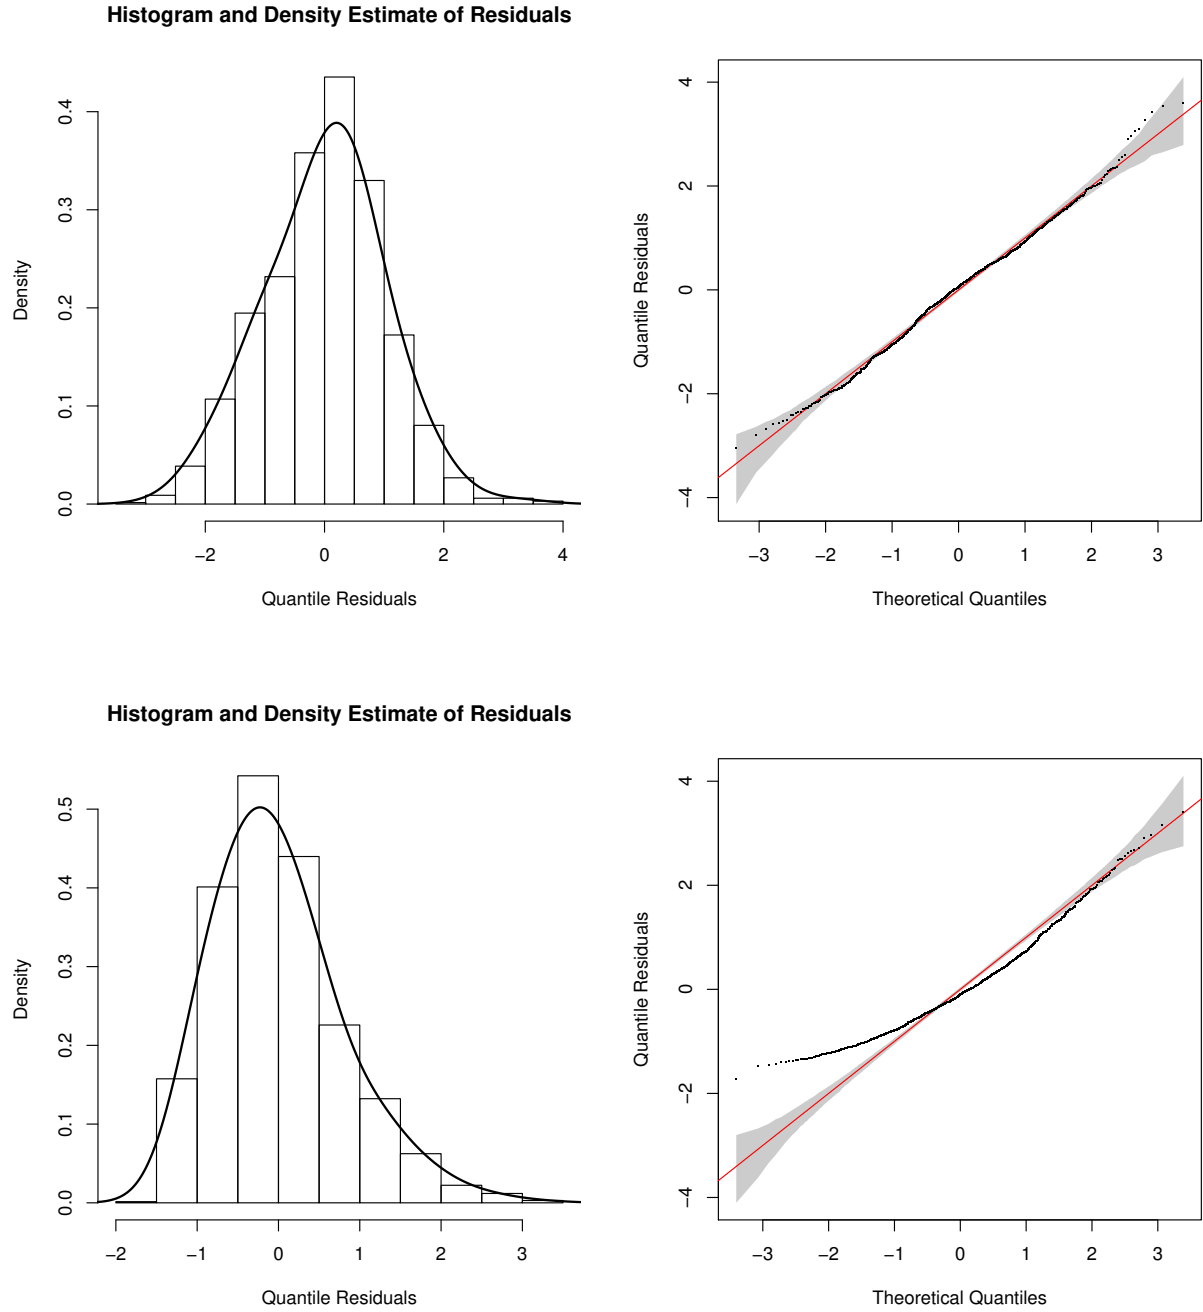 Histogram and Density Estimate of Residuals
Density
0.0 0.1 0.2 0.3 0.4
−2 0 2 4
Quantile Residuals
Quantile Residuals
−4 −2 0 2 4
−3 −2 −1 0 1 2 3
Theoretical Quantiles
Histogram and Density Estimate of Residuals
Density
0.0 0.1 0.2 0.3 0.4 0.5
−2 −1 0 1 2 3
Quantile Residuals
Quantile Residuals
−4 −2 0 2 4
−3 −2 −1 0 1 2 3
Theoretical Quantiles